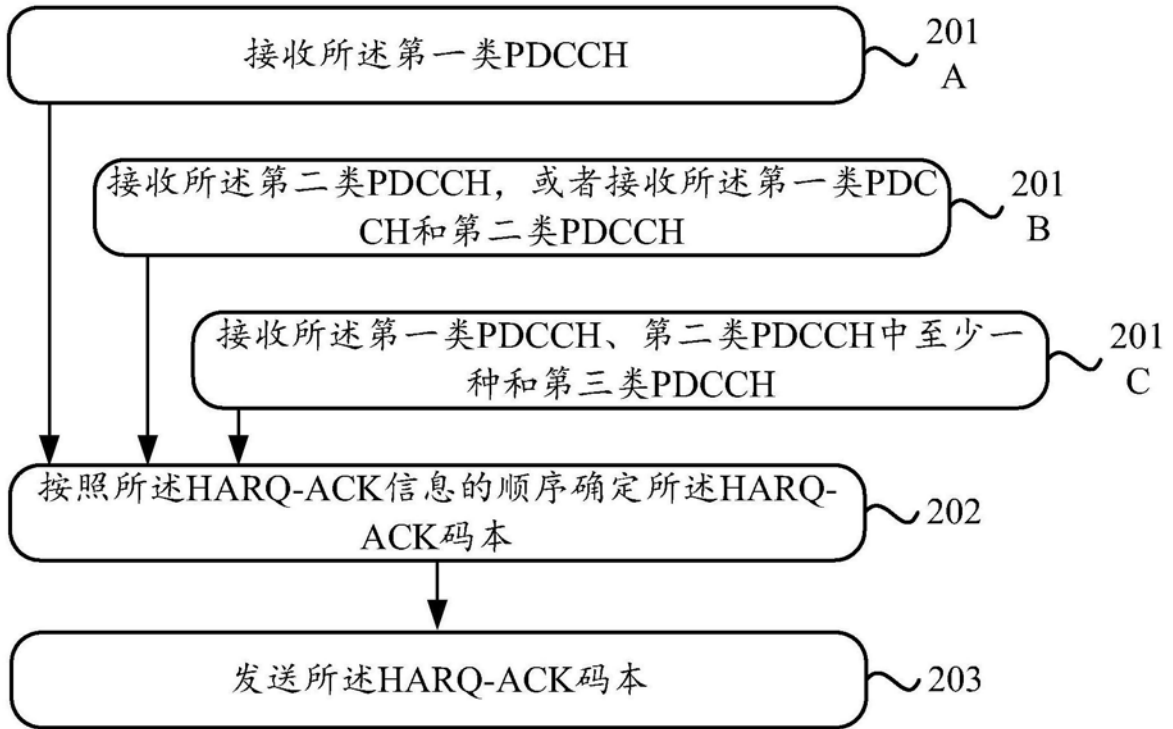 接收所述第一类PDCCH
201
A
接收所述第二类PDCCH，或者接收所述第一类PDC
CH和第二类PDCCH
201
B
接收所述第一类PDCCH、第二类PDCCH中至少一
种和第三类PDCCH
201
C
按照所述HARQ-ACK信息的顺序确定所述HARQ-
ACK码本
202
发送所述HARQ-ACK码本
203